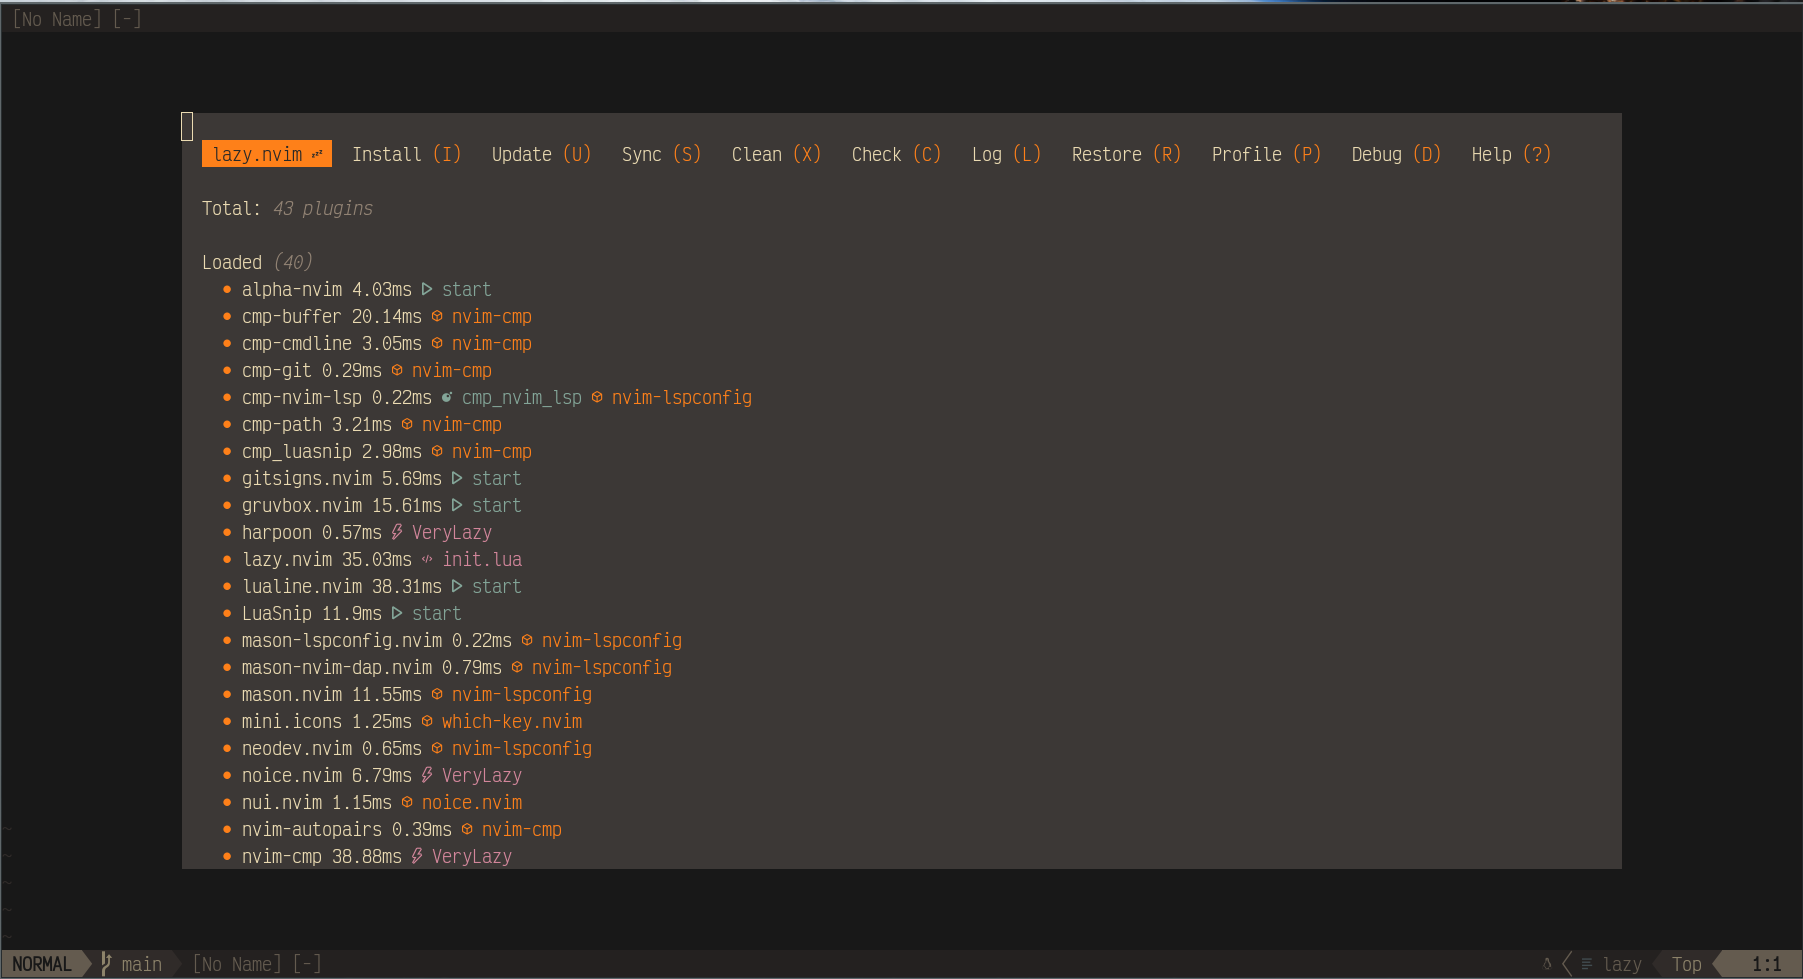 [No Name] [-]
lazy.nvim 💤 Install (I) Update (U) Sync (S) Clean (X) Check (C) Log (L) Restore (R) Profile (P) Debug (D) Help (?)
Total: 43 plugins
Loaded (40)
● alpha-nvim 4.03ms start
● cmp-buffer 20.14ms nvim-cmp
● cmp-cmdline 3.05ms nvim-cmp
● cmp-git 0.29ms nvim-cmp
● cmp-nvim-lsp 0.22ms cmp_nvim_lsp nvim-lspconfig
● cmp-path 3.21ms nvim-cmp
● cmp_luasnip 2.98ms nvim-cmp
● gitsigns.nvim 5.69ms start
● gruvbox.nvim 15.61ms start
● harpoon 0.57ms VeryLazy
● lazy.nvim 35.03ms init.lua
● lualine.nvim 38.31ms start
● LuaSnip 11.9ms start
● mason-lspconfig.nvim 0.22ms nvim-lspconfig
● mason-nvim-dap.nvim 0.79ms nvim-lspconfig
● mason.nvim 11.55ms nvim-lspconfig
● mini.icons 1.25ms which-key.nvim
● neodev.nvim 0.65ms nvim-lspconfig
● noice.nvim 6.79ms VeryLazy
● nui.nvim 1.15ms noice.nvim
● nvim-autopairs 0.39ms nvim-cmp
● nvim-cmp 38.88ms VeryLazy
~
~
~
~
~
NORMAL main [No Name] [-] lazy Top 1:1